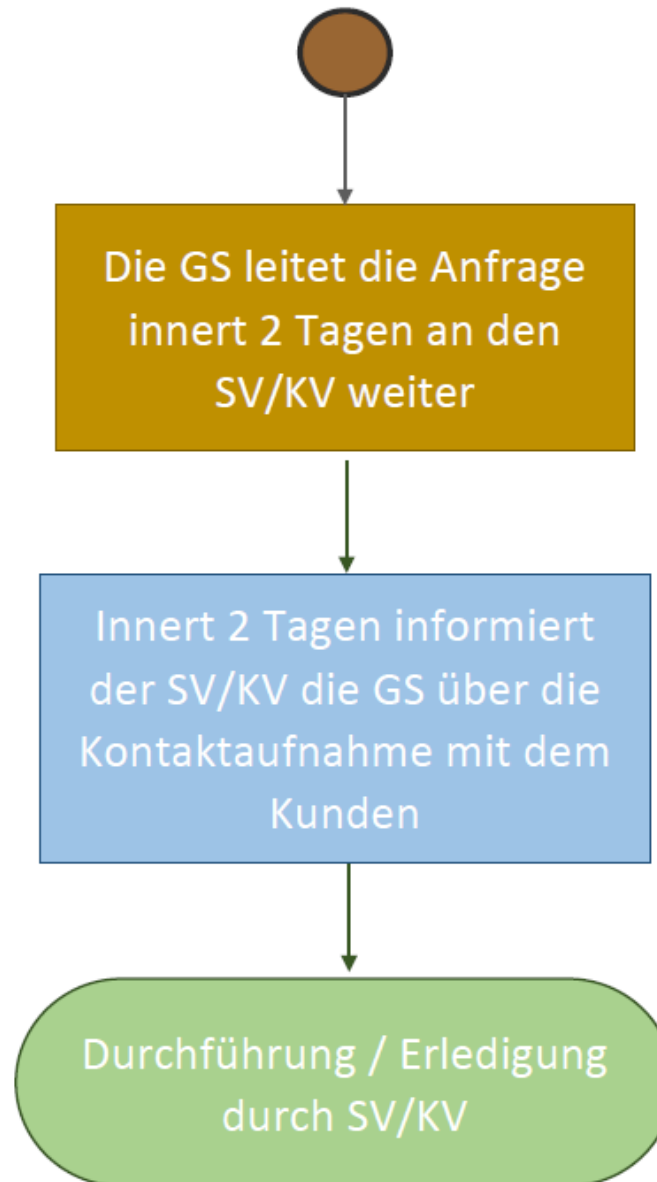 Die GS leitet die Anfrage
innert 2 Tagen an den
SV/KV weiter
Innert 2 Tagen informiert
der SV/KV die GS über die
Kontaktaufnahme mit dem
Kunden
Durchführung / Erledigung
durch SV/KV